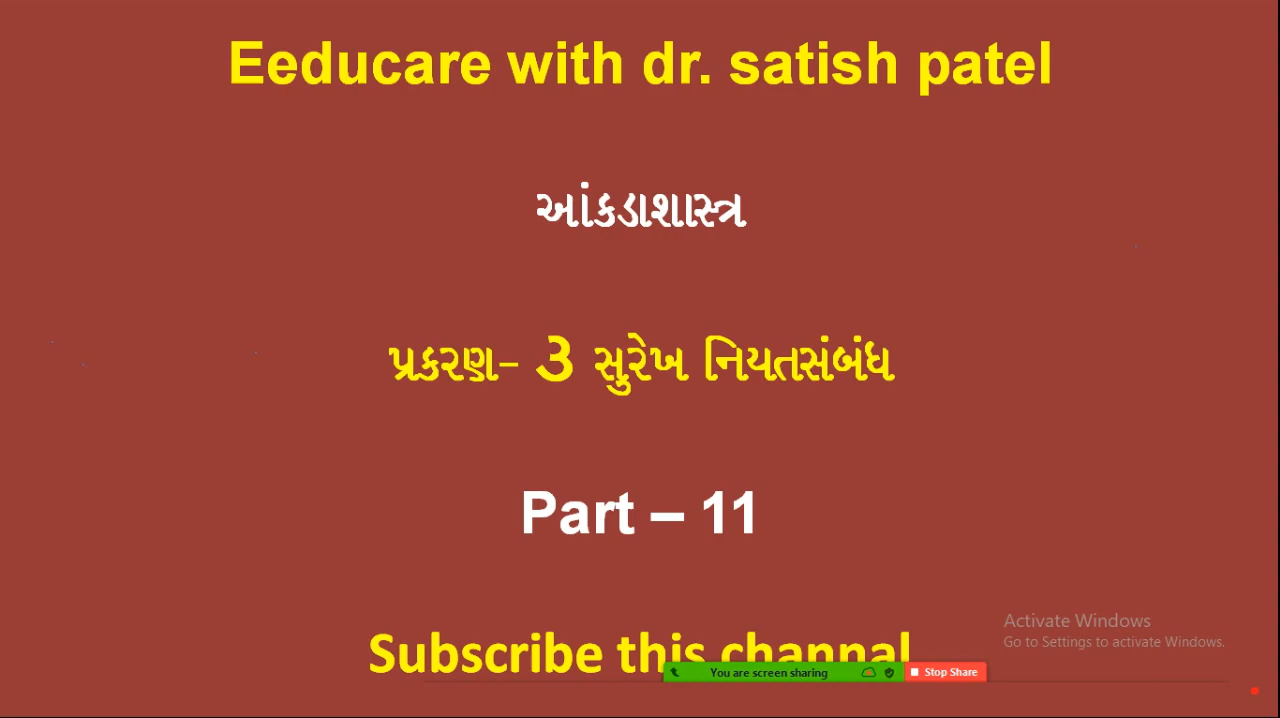 Eeducare with dr. satish patel
આંકડાશાસ્ત્ર
પ્રકરણ- ૩ સુરેખ નિયતસંબંધ
Part – 11
Subscribe this channal
Activate Windows
Go to Settings to activate Windows.
You are screen sharing
Stop Share